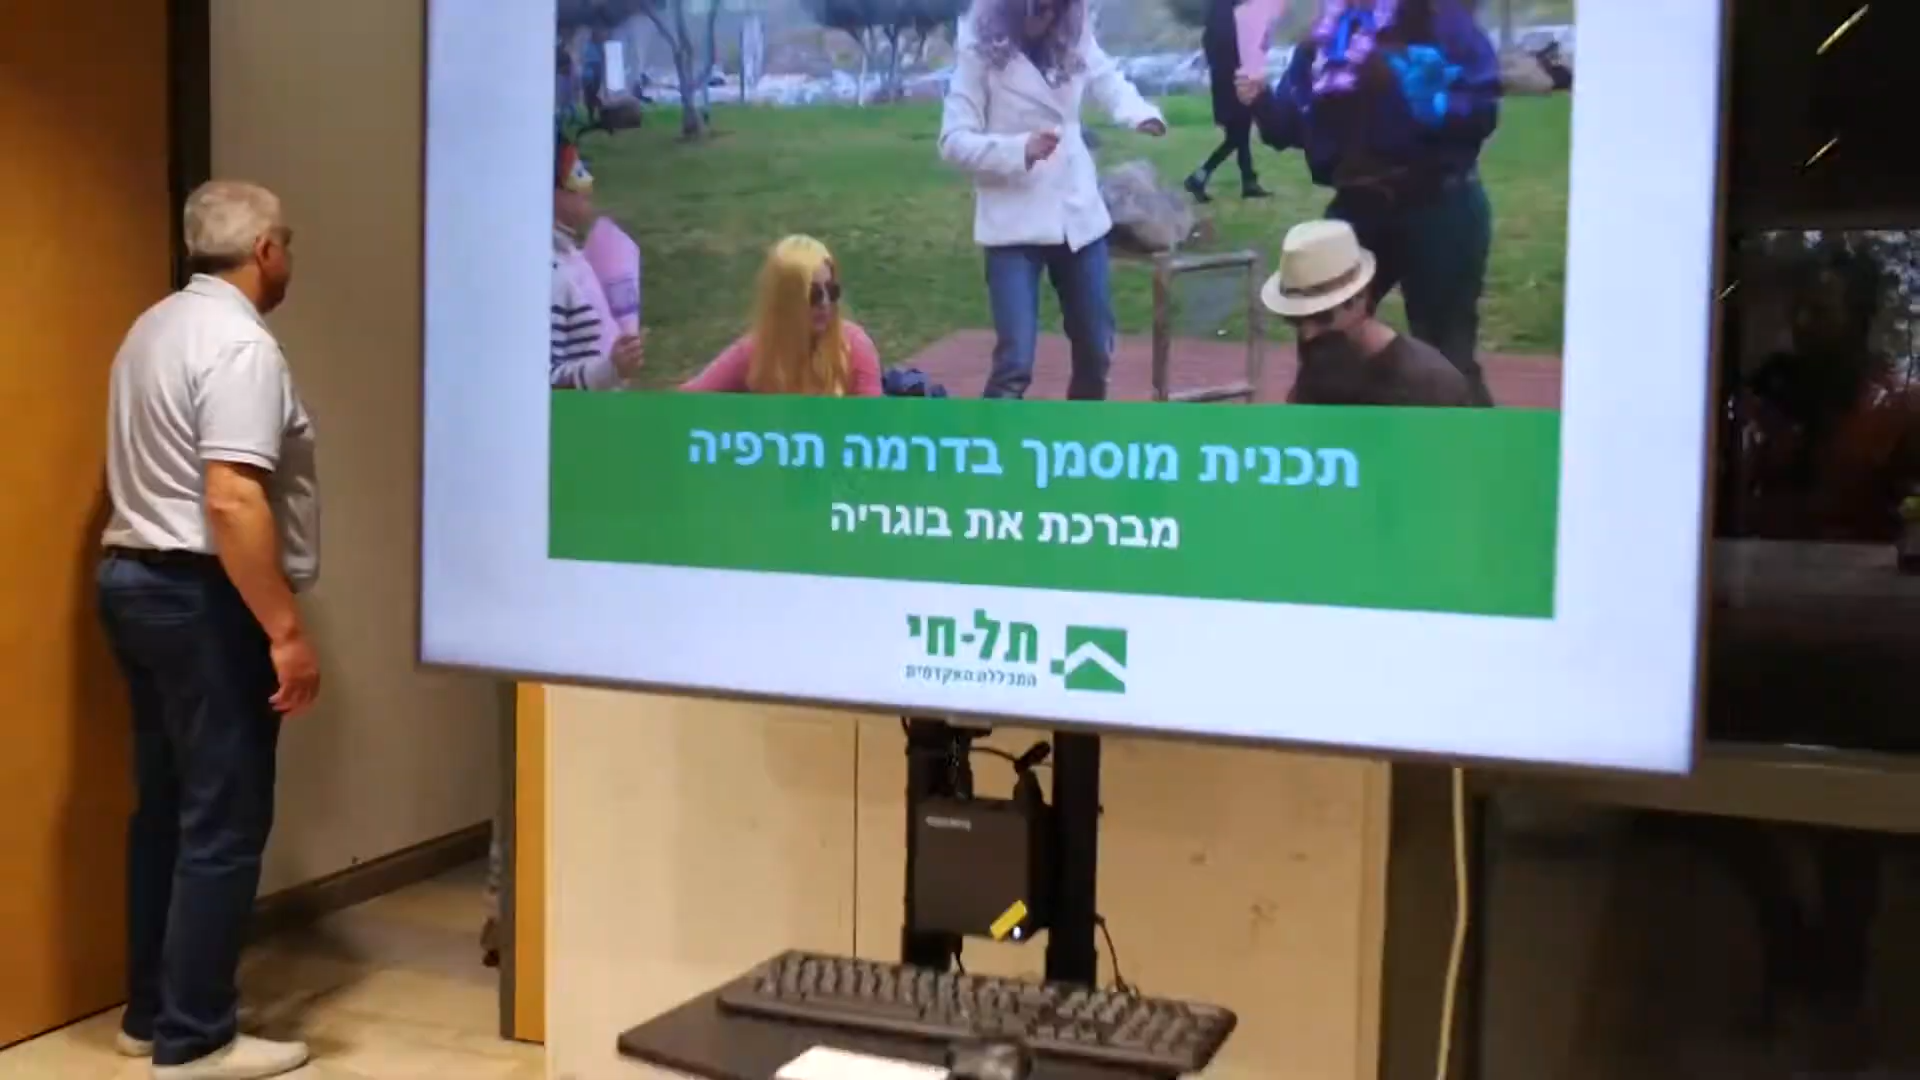 תכנית מוסמך בדרמה תרפיה
מברכת את בוגריה
תל-חי
המכללה האקדמית